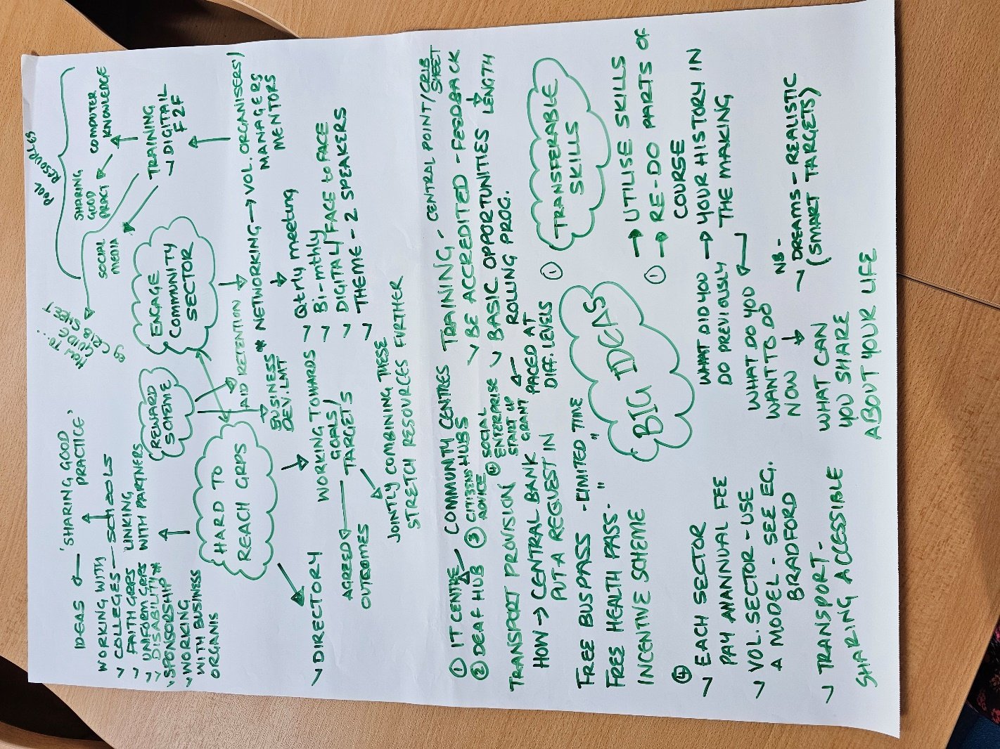 IDEAS
'SHARING GOOD
PRACTICE'
WORKING WITH
COLLEGES
SCHOOLS
FAITH GRPS
LINKING
WITH PARTNERS
UNIFORM GRPS
DISABILITY *
SPONSORSHIP
WORKING
WITH BUSINESS
ORGANIS
HOW TO...
GUIDE
eg CRIB SHEET
POOL RESOURCES
SOCIAL
MEDIA
SHARING
GOOD
PRACT
COMPUTER
KNOWLEDGE
TRAINING
DIGITAIL
F2F
REWARD
SCHEME
ENGAGE
COMMUNITY
SECTOR
HARD TO
REACH GRPS
AID RETENTION
BUSINESS *
DEV. LMT
* NETWORKING → VOL. ORGANISERS)
MANAGERS
MENTORS
Qtrly meeting
Bi-mthly
DIGITAL / FACE to FACE
THEME - 2 SPEAKERS
DIRECTORY
WORKING TOWARDS
GOALS /
TARGETS
AGREED
OUTCOMES
JOINTLY COMBINING THESE
STRETCH RESOURCES FURTHER
① IT CENTRE
COMMUNITY CENTRES
HUBS
② DEAF HUB
③ CITIZENS
ADVICE
④ SOCIAL
ENTERPRISE
START UP
GRANT
TRAINING - CENTRAL POINT / CRIB
SHEET
BE ACCREDITED - FEEDBACK
BASIC OPPORTUNITIES
LENGTH
ROLLING PROG.
PACED AT
DIFF. LEVELS
TRANSPORT PROVISION
HOW → CENTRAL BANK
PUT A REQUEST IN
FREE BUS PASS - LIMITED TIME
FREE HEALTH PASS - " "
INCENTIVE SCHEME
BIG IDEAS
①
TRANSFERABLE
SKILLS
①
→ UTILISE SKILLS
→ RE-DO PARTS OF
COURSE
WHAT DID YOU
DO PREVIOUSLY
→ YOUR HISTORY IN
THE MAKING
WHAT DO YOU
WANT TO DO
NOW
NB -
DREAMS - REALISTIC
(SMART TARGETS)
WHAT CAN
YOU SHARE
ABOUT YOUR LIFE
④
EACH SECTOR
PAY AN ANNUAL FEE
VOL. SECTOR - USE
A MODEL - SEE EG.
BRADFORD
TRANSPORT -
SHARING ACCESSIBLE